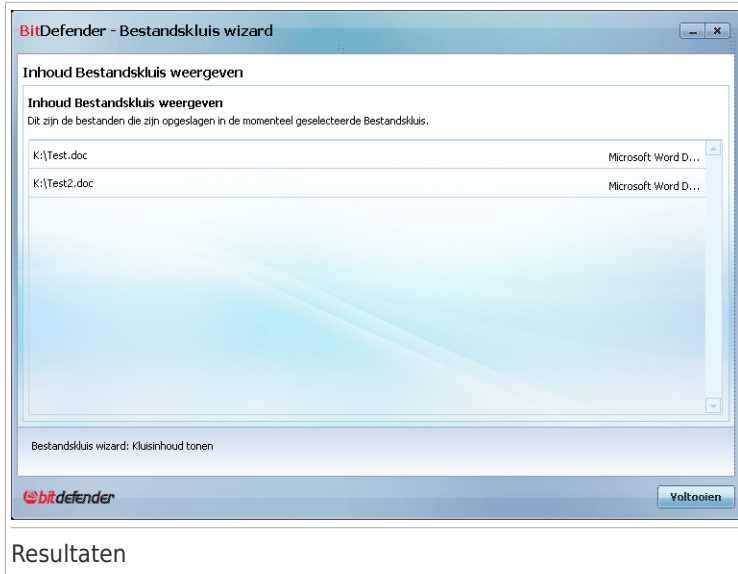 BitDefender - Bestandskluis wizard
Inhoud Bestandskluis weergeven
Inhoud Bestandskluis weergeven
Dit zijn de bestanden die zijn opgeslagen in de momenteel geselecteerde Bestandskluis.
K:\Test.doc Microsoft Word D...
K:\Test2.doc Microsoft Word D...
Bestandskluis wizard: Kluisinhoud tonen
bitdefender Voltooien
Resultaten